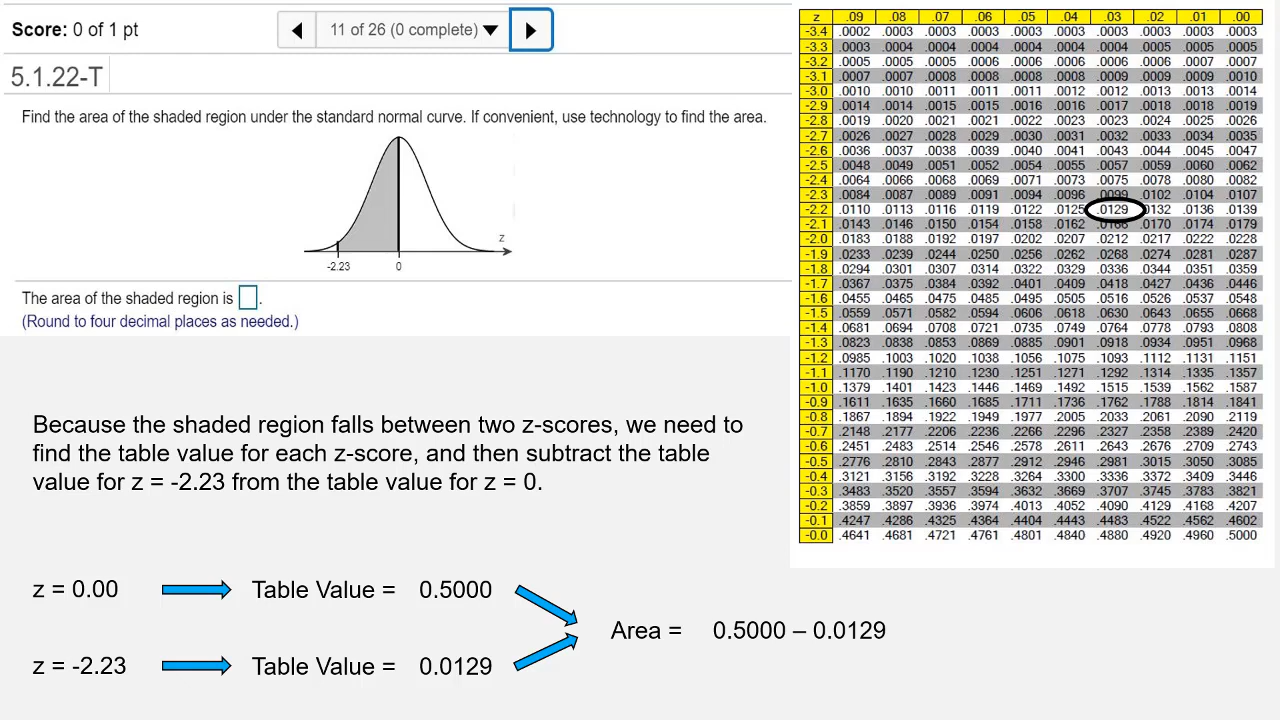 Score: 0 of 1 pt
11 of 26 (0 complete)
5.1.22-T
Find the area of the shaded region under the standard normal curve. If convenient, use technology to find the area.
z
-2.23 0
The area of the shaded region is .
(Round to four decimal places as needed.)
z .09 .08 .07 .06 .05 .04 .03 .02 .01 .00
-3.4 .0002 .0003 .0003 .0003 .0003 .0003 .0003 .0003 .0003 .0003
-3.3 .0003 .0004 .0004 .0004 .0004 .0004 .0004 .0005 .0005 .0005
-3.2 .0005 .0005 .0005 .0006 .0006 .0006 .0006 .0006 .0007 .0007
-3.1 .0007 .0007 .0008 .0008 .0008 .0008 .0009 .0009 .0009 .0010
-3.0 .0010 .0010 .0011 .0011 .0011 .0012 .0012 .0013 .0013 .0014
-2.9 .0014 .0014 .0015 .0015 .0016 .0016 .0017 .0018 .0018 .0019
-2.8 .0019 .0020 .0021 .0021 .0022 .0023 .0023 .0024 .0025 .0026
-2.7 .0026 .0027 .0028 .0029 .0030 .0031 .0032 .0033 .0034 .0035
-2.6 .0036 .0037 .0038 .0039 .0040 .0041 .0043 .0044 .0045 .0047
-2.5 .0048 .0049 .0051 .0052 .0054 .0055 .0057 .0059 .0060 .0062
-2.4 .0064 .0066 .0068 .0069 .0071 .0073 .0075 .0078 .0080 .0082
-2.3 .0084 .0087 .0089 .0091 .0094 .0096 .0099 .0102 .0104 .0107
-2.2 .0110 .0113 .0116 .0119 .0122 .0125 .0129 .0132 .0136 .0139
-2.1 .0143 .0146 .0150 .0154 .0158 .0162 .0166 .0170 .0174 .0179
-2.0 .0183 .0188 .0192 .0197 .0202 .0207 .0212 .0217 .0222 .0228
-1.9 .0233 .0239 .0244 .0250 .0256 .0262 .0268 .0274 .0281 .0287
-1.8 .0294 .0301 .0307 .0314 .0322 .0329 .0336 .0344 .0351 .0359
-1.7 .0367 .0375 .0384 .0392 .0401 .0409 .0418 .0427 .0436 .0446
-1.6 .0455 .0465 .0475 .0485 .0495 .0505 .0516 .0526 .0537 .0548
-1.5 .0559 .0571 .0582 .0594 .0606 .0618 .0630 .0643 .0655 .0668
-1.4 .0681 .0694 .0708 .0721 .0735 .0749 .0764 .0778 .0793 .0808
-1.3 .0823 .0838 .0853 .0869 .0885 .0901 .0918 .0934 .0951 .0968
-1.2 .0985 .1003 .1020 .1038 .1056 .1075 .1093 .1112 .1131 .1151
-1.1 .1170 .1190 .1210 .1230 .1251 .1271 .1292 .1314 .1335 .1357
-1.0 .1379 .1401 .1423 .1446 .1469 .1492 .1515 .1539 .1562 .1587
-0.9 .1611 .1635 .1660 .1685 .1711 .1736 .1762 .1788 .1814 .1841
-0.8 .1867 .1894 .1922 .1949 .1977 .2005 .2033 .2061 .2090 .2119
-0.7 .2148 .2177 .2206 .2236 .2266 .2296 .2327 .2358 .2389 .2420
-0.6 .2451 .2483 .2514 .2546 .2578 .2611 .2643 .2676 .2709 .2743
-0.5 .2776 .2810 .2843 .2877 .2912 .2946 .2981 .3015 .3050 .3085
-0.4 .3121 .3156 .3192 .3228 .3264 .3300 .3336 .3372 .3409 .3446
-0.3 .3483 .3520 .3557 .3594 .3632 .3669 .3707 .3745 .3783 .3821
-0.2 .3859 .3897 .3936 .3974 .4013 .4052 .4090 .4129 .4168 .4207
-0.1 .4247 .4286 .4325 .4364 .4404 .4443 .4483 .4522 .4562 .4602
-0.0 .4641 .4681 .4721 .4761 .4801 .4840 .4880 .4920 .4960 .5000
Because the shaded region falls between two z-scores, we need to
find the table value for each z-score, and then subtract the table
value for z = -2.23 from the table value for z = 0.
z = 0.00 Table Value = 0.5000
Area = 0.5000 – 0.0129
z = -2.23 Table Value = 0.0129